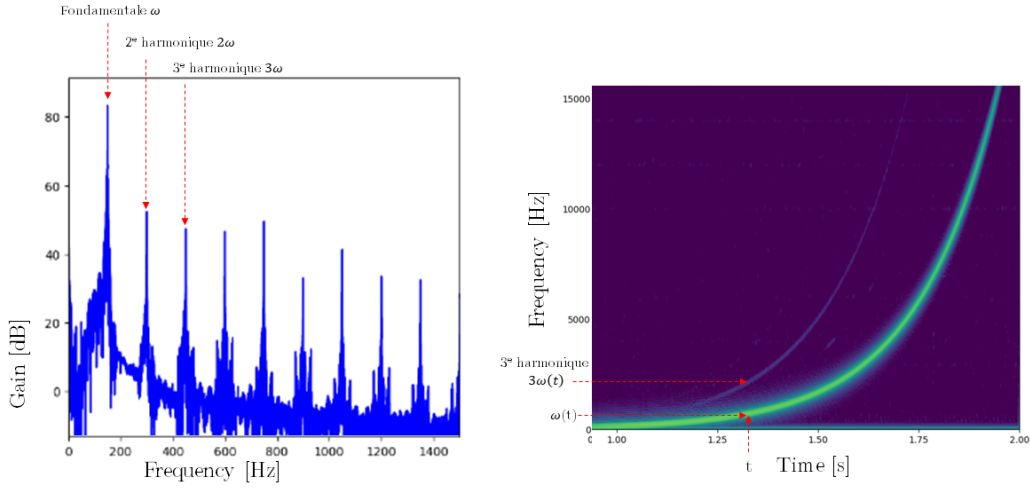 Fondamentale ω
2ᵉ harmonique 2ω
3ᵉ harmonique 3ω
80
60
40
20
0
Gain [dB]
0 200 400 600 800 1000 1200 1400
Frequency [Hz]
15000
10000
5000
0
Frequency [Hz]
3ᵉ harmonique
3ω(t)
ω(t)
0 1.00 1.25 1.50 1.75 2.00
t Time [s]